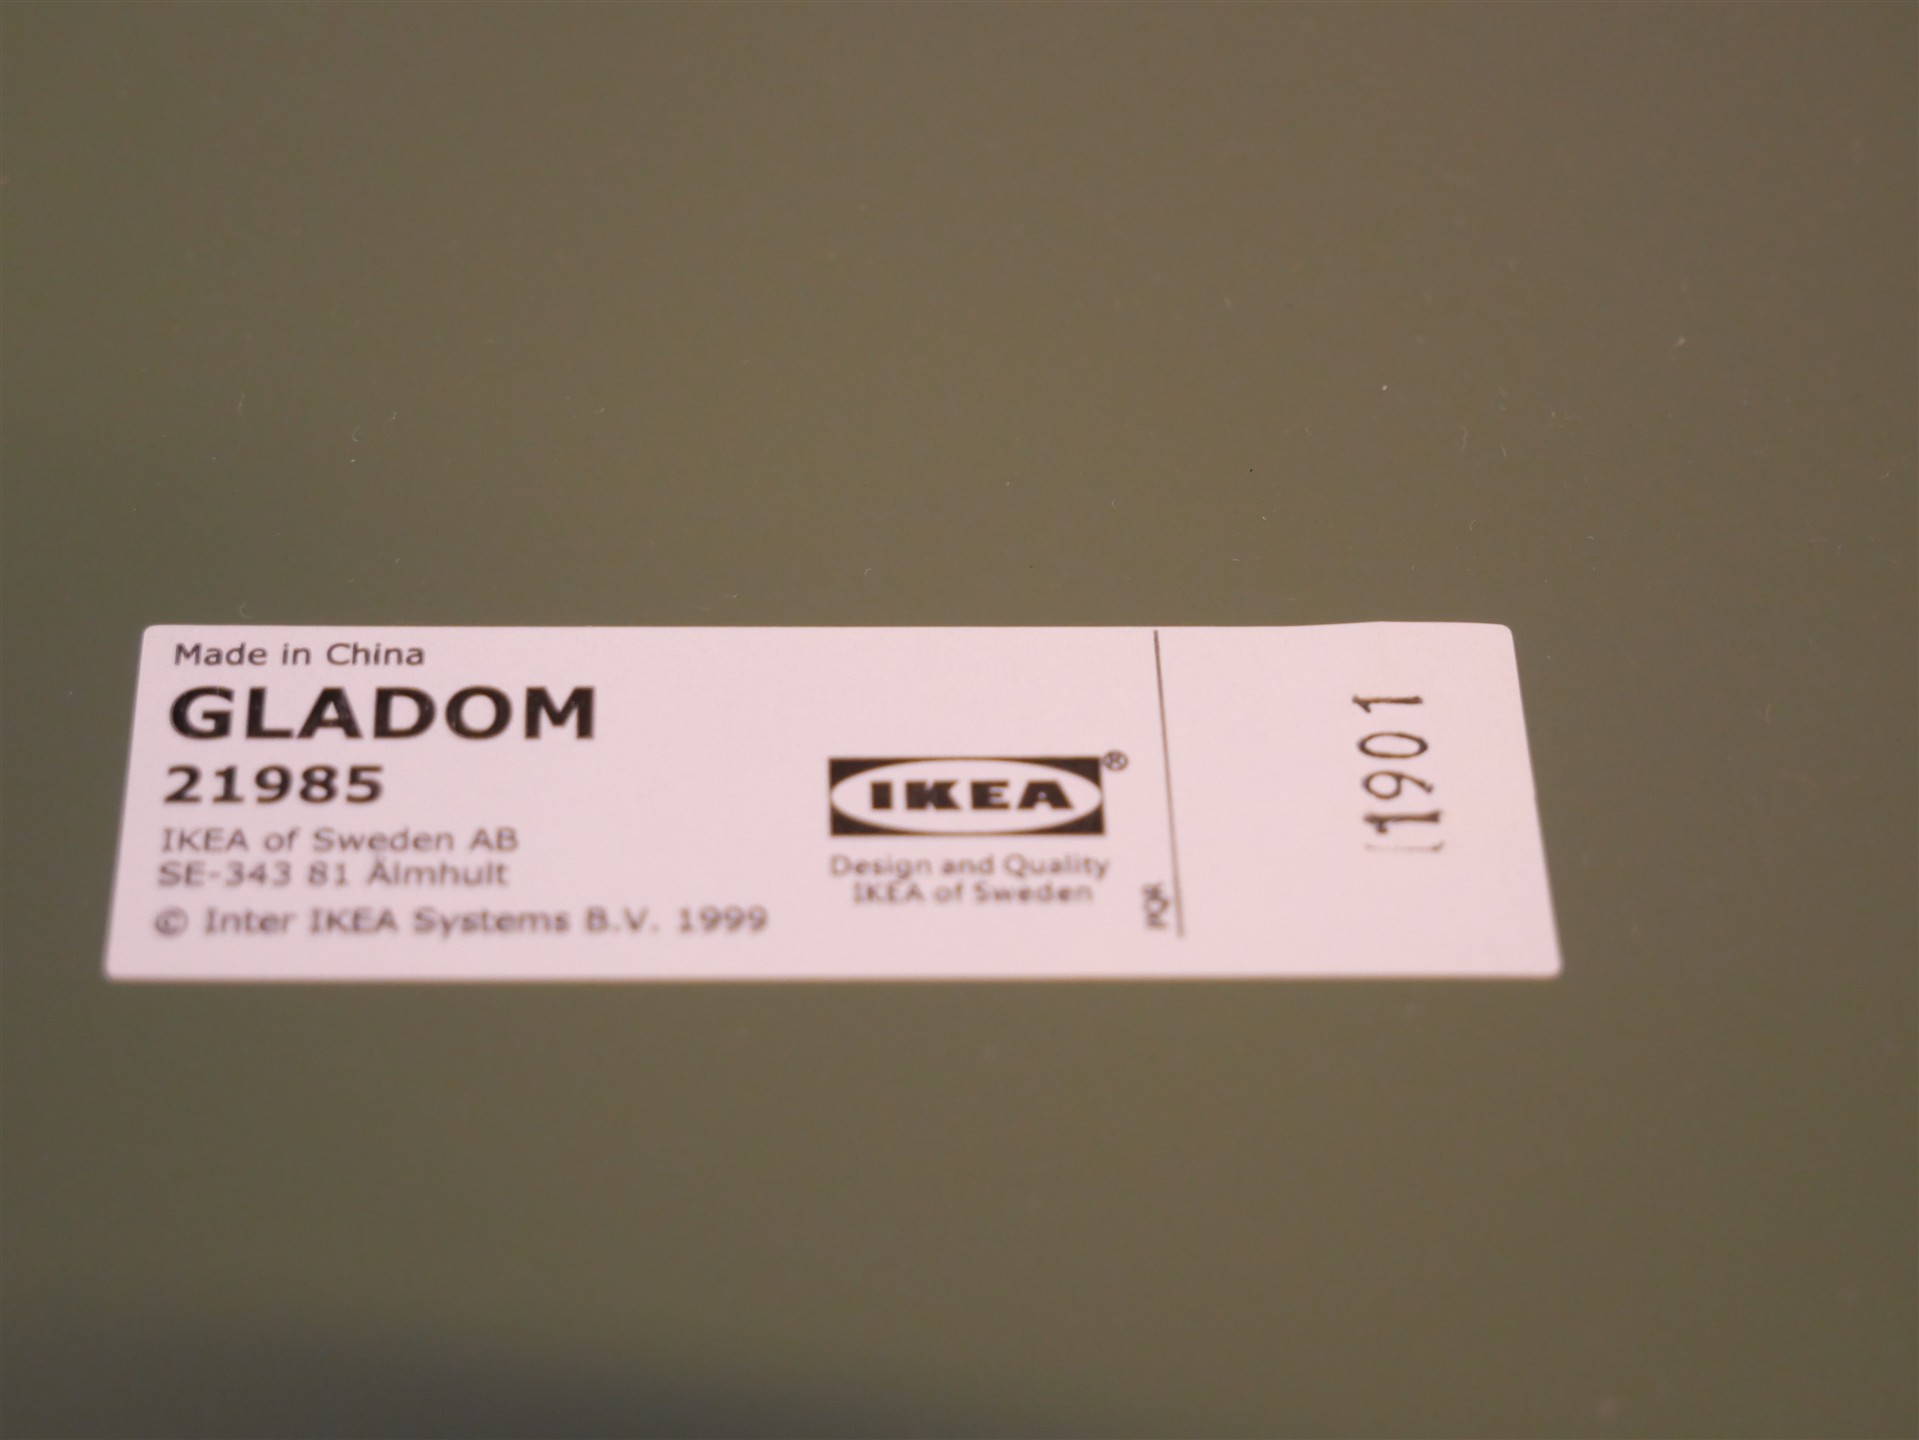 Made in China
GLADOM
21985
IKEA of Sweden AB
SE-343 81 Älmhult
© Inter IKEA Systems B.V. 1999
IKEA®
Design and Quality
IKEA of Sweden
PQR
1901